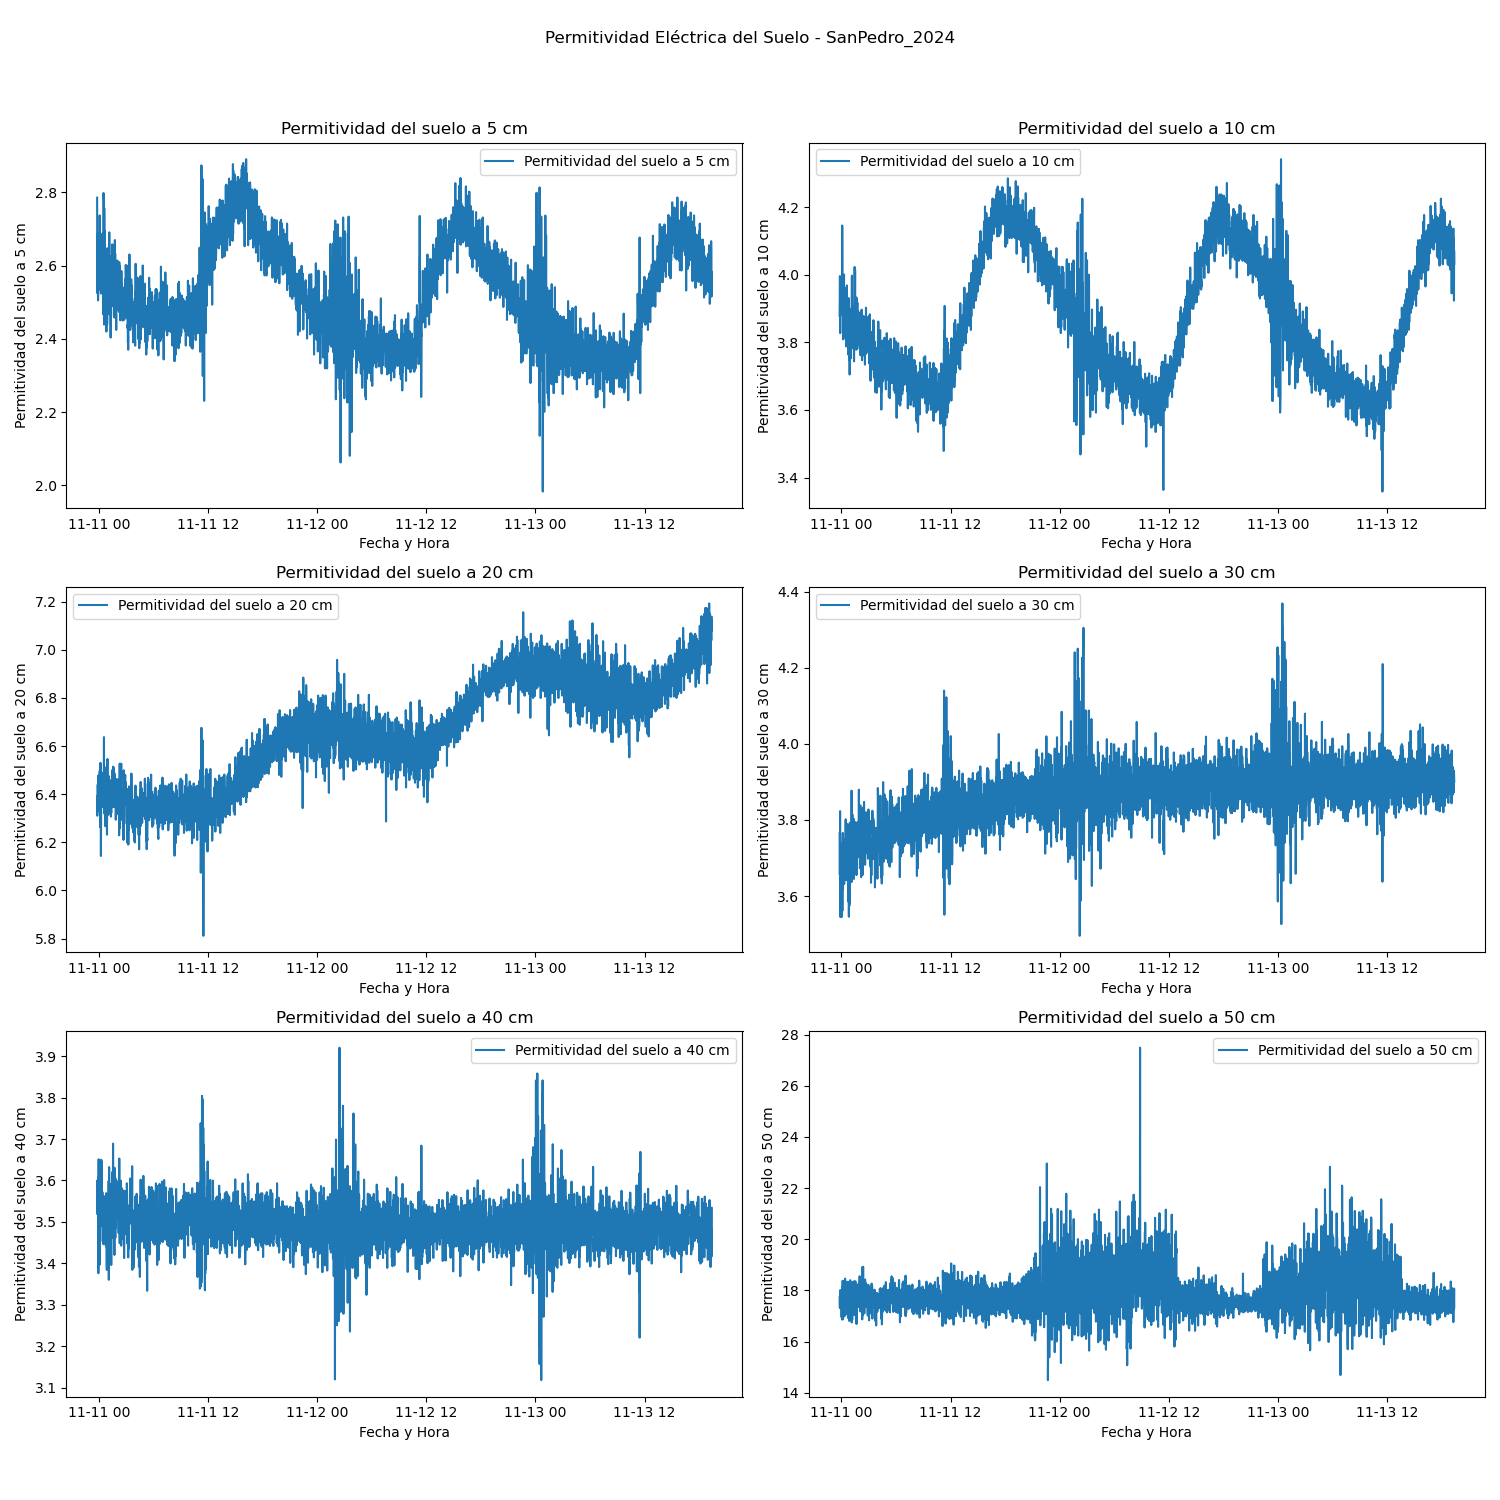 Permitividad Eléctrica del Suelo - SanPedro_2024
Permitividad del suelo a 5 cm
Permitividad del suelo a 5 cm
Permitividad del suelo a 5 cm
2.8
2.6
2.4
2.2
2.0
11-11 00 11-11 12 11-12 00 11-12 12 11-13 00 11-13 12
Fecha y Hora
Permitividad del suelo a 10 cm
Permitividad del suelo a 10 cm
Permitividad del suelo a 10 cm
4.2
4.0
3.8
3.6
3.4
11-11 00 11-11 12 11-12 00 11-12 12 11-13 00 11-13 12
Fecha y Hora
Permitividad del suelo a 20 cm
Permitividad del suelo a 20 cm
Permitividad del suelo a 20 cm
7.2
7.0
6.8
6.6
6.4
6.2
6.0
5.8
11-11 00 11-11 12 11-12 00 11-12 12 11-13 00 11-13 12
Fecha y Hora
Permitividad del suelo a 30 cm
Permitividad del suelo a 30 cm
Permitividad del suelo a 30 cm
4.4
4.2
4.0
3.8
3.6
11-11 00 11-11 12 11-12 00 11-12 12 11-13 00 11-13 12
Fecha y Hora
Permitividad del suelo a 40 cm
Permitividad del suelo a 40 cm
Permitividad del suelo a 40 cm
3.9
3.8
3.7
3.6
3.5
3.4
3.3
3.2
3.1
11-11 00 11-11 12 11-12 00 11-12 12 11-13 00 11-13 12
Fecha y Hora
Permitividad del suelo a 50 cm
Permitividad del suelo a 50 cm
Permitividad del suelo a 50 cm
28
26
24
22
20
18
16
14
11-11 00 11-11 12 11-12 00 11-12 12 11-13 00 11-13 12
Fecha y Hora